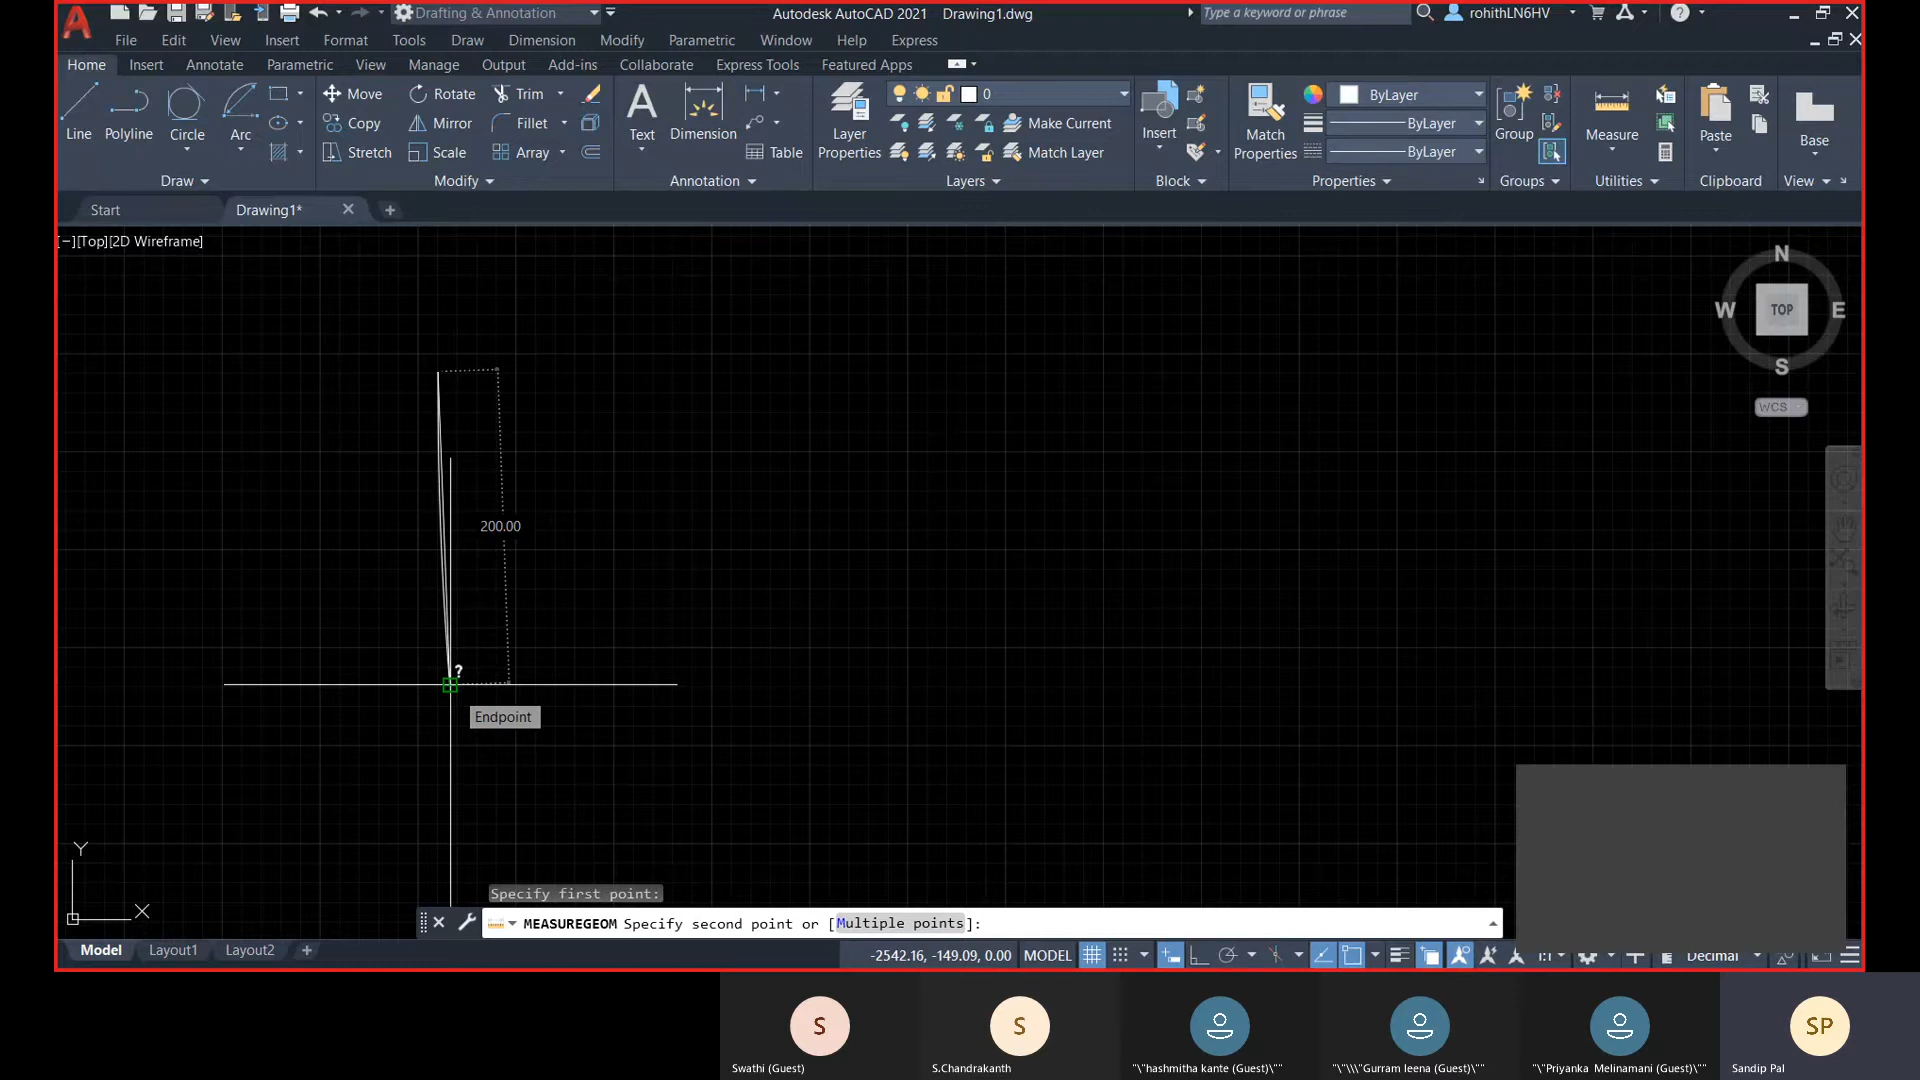 Drafting & Annotation
Autodesk AutoCAD 2021 Drawing1.dwg
Type a keyword or phrase
rohithLN6HV
File Edit View Insert Format Tools Draw Dimension Modify Parametric Window Help Express
Home Insert Annotate Parametric View Manage Output Add-ins Collaborate Express Tools Featured Apps
Line
Polyline
Circle
Arc
Move
Rotate
Trim
Copy
Mirror
Fillet
Stretch
Scale
Array
Text
Dimension
Table
Layer
Properties
0
Make Current
Match Layer
Insert
Match
Properties
ByLayer
ByLayer
ByLayer
Group
Measure
Paste
Base
Draw
Modify
Annotation
Layers
Block
Properties
Groups
Utilities
Clipboard
View
Start
Drawing1*
[−][Top][2D Wireframe]
N
W
TOP
E
S
WCS
200.00
?
Endpoint
Y
X
Specify first point:
MEASUREGEOM Specify second point or [Multiple points]:
Model Layout1 Layout2
-2542.16, -149.09, 0.00 MODEL
1:1
Decimal
S
S
SP
Swathi (Guest)
S.Chandrakanth
"\"hashmitha kante (Guest)\""
"\"\\\"Gurram leena (Guest)\""
"\"Priyanka Melinamani (Guest)\""
Sandip Pal